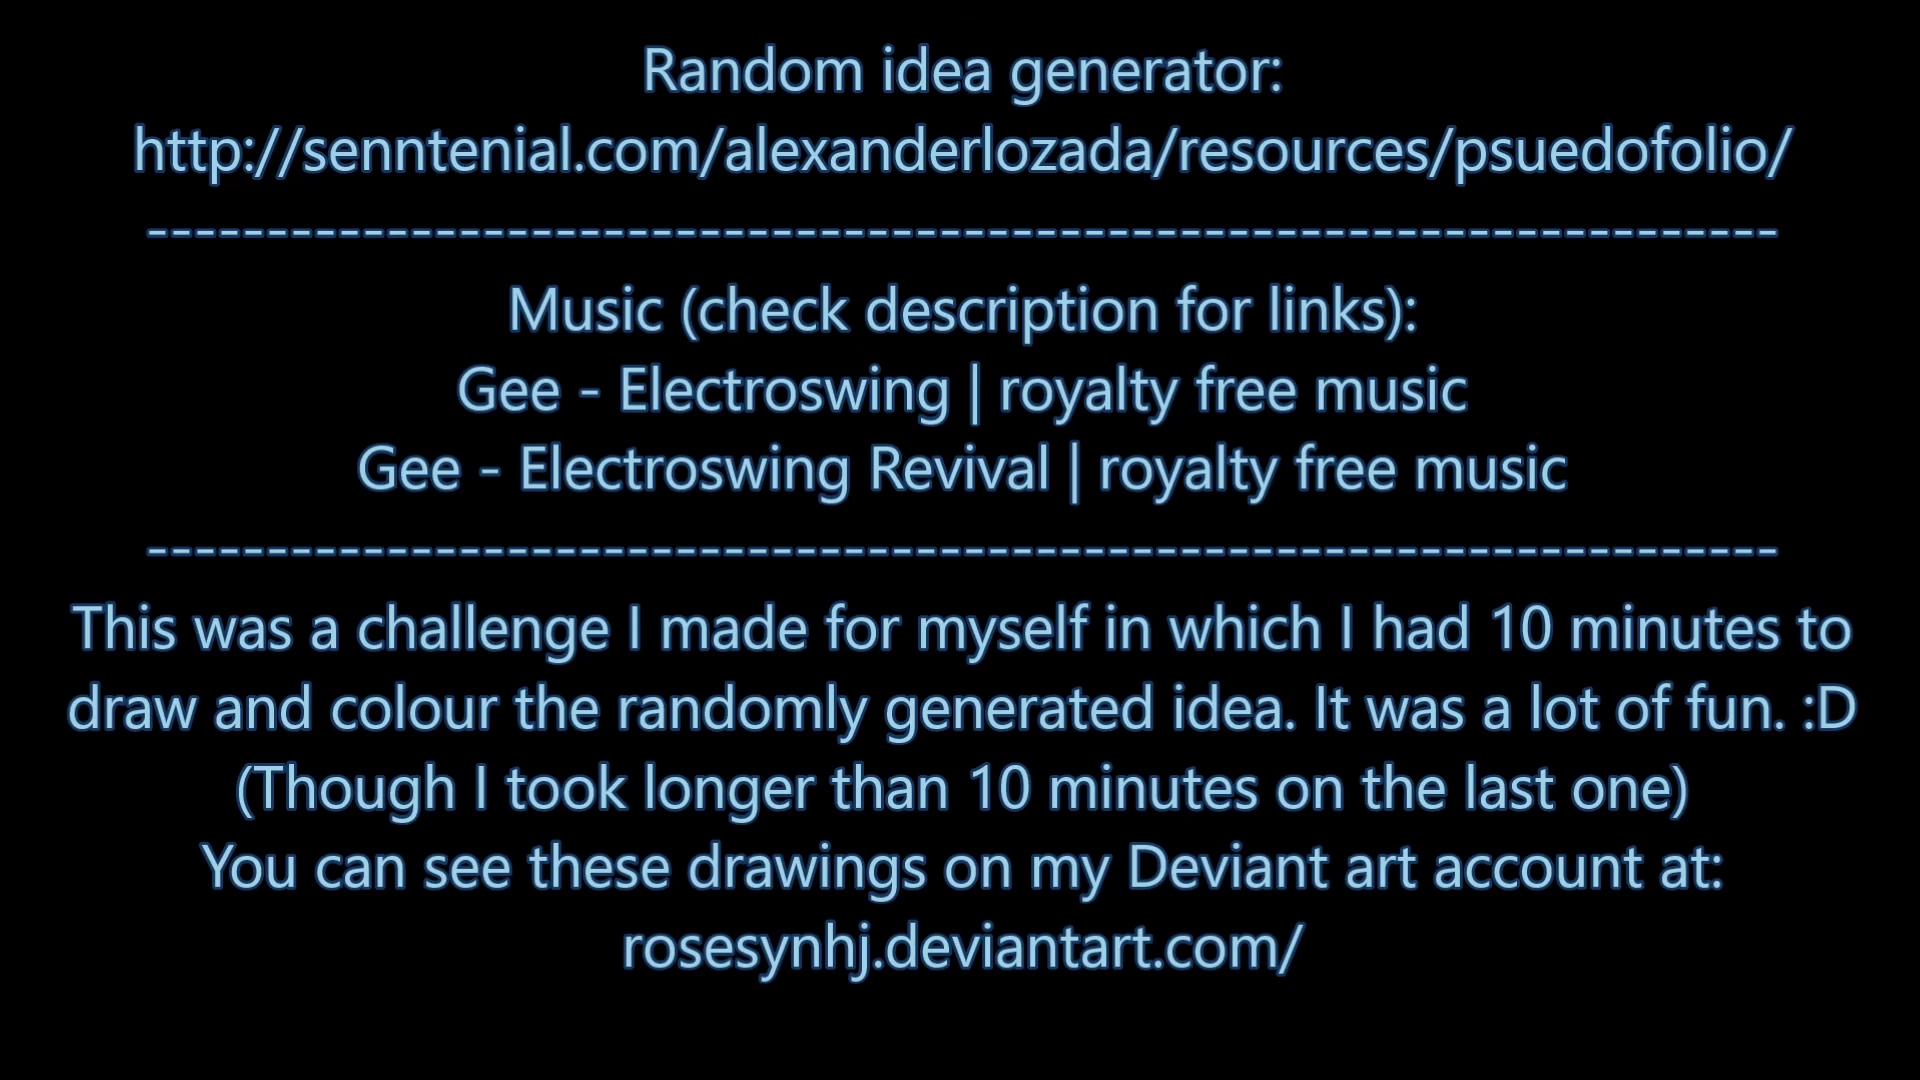 Random idea generator:
http://senntenial.com/alexanderlozada/resources/psuedofolio/
--------------------------------------------------------------------
Music (check description for links):
Gee - Electroswing | royalty free music
Gee - Electroswing Revival | royalty free music
--------------------------------------------------------------------
This was a challenge I made for myself in which I had 10 minutes to
draw and colour the randomly generated idea. It was a lot of fun. :D
(Though I took longer than 10 minutes on the last one)
You can see these drawings on my Deviant art account at:
rosesynhj.deviantart.com/